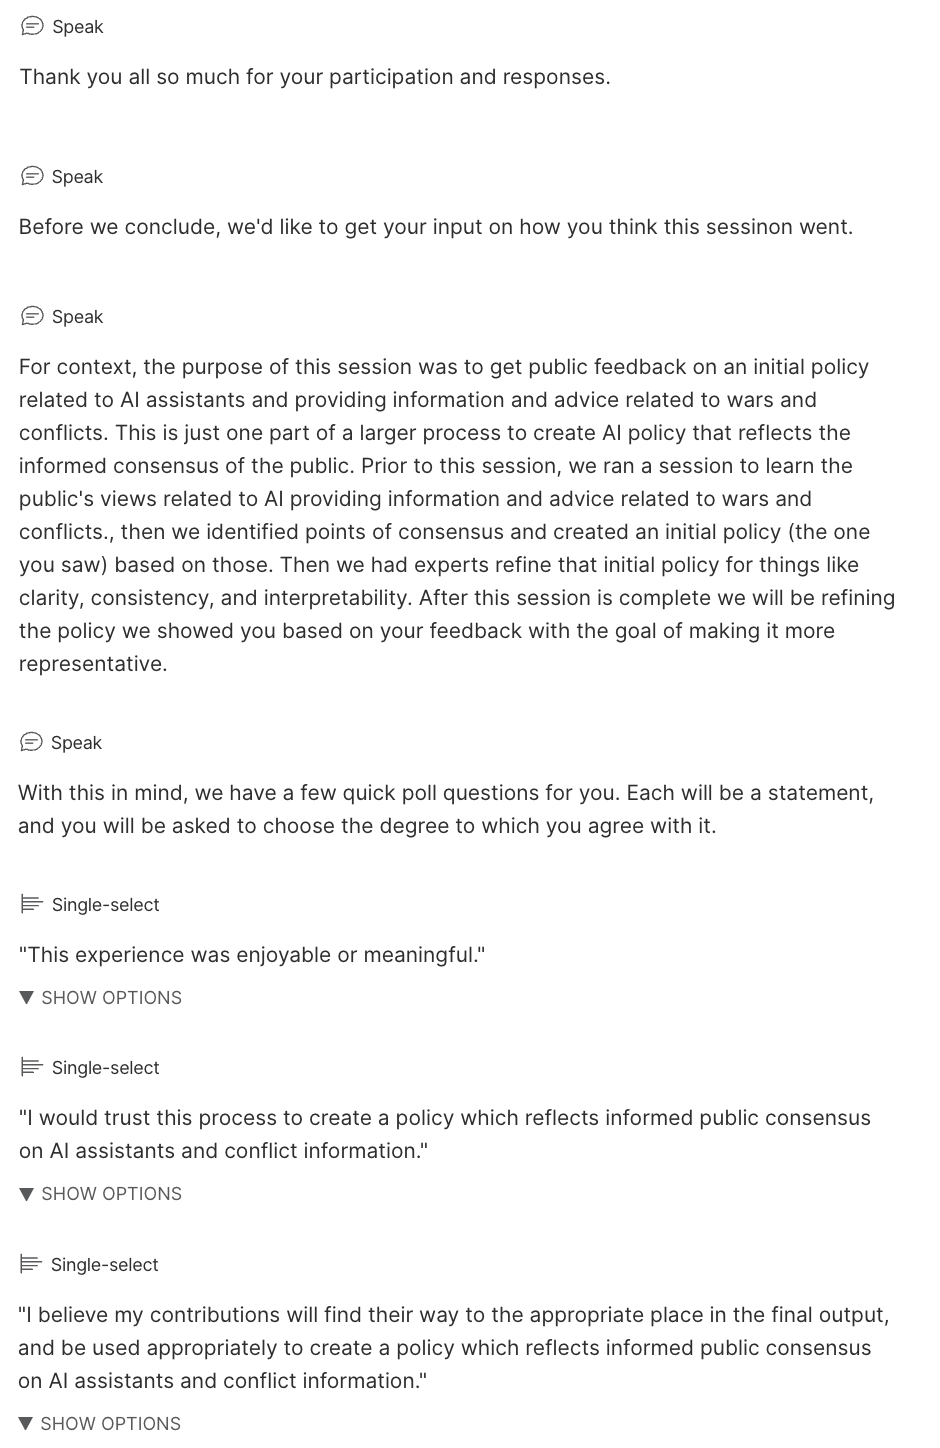 Speak
Thank you all so much for your participation and responses.
Speak
Before we conclude, we'd like to get your input on how you think this sessinon went.
Speak
For context, the purpose of this session was to get public feedback on an initial policy
related to AI assistants and providing information and advice related to wars and
conflicts. This is just one part of a larger process to create AI policy that reflects the
informed consensus of the public. Prior to this session, we ran a session to learn the
public's views related to AI providing information and advice related to wars and
conflicts., then we identified points of consensus and created an initial policy (the one
you saw) based on those. Then we had experts refine that initial policy for things like
clarity, consistency, and interpretability. After this session is complete we will be refining
the policy we showed you based on your feedback with the goal of making it more
representative.
Speak
With this in mind, we have a few quick poll questions for you. Each will be a statement,
and you will be asked to choose the degree to which you agree with it.
Single-select
"This experience was enjoyable or meaningful."
▼ SHOW OPTIONS
Single-select
"I would trust this process to create a policy which reflects informed public consensus
on AI assistants and conflict information."
▼ SHOW OPTIONS
Single-select
"I believe my contributions will find their way to the appropriate place in the final output,
and be used appropriately to create a policy which reflects informed public consensus
on AI assistants and conflict information."
▼ SHOW OPTIONS